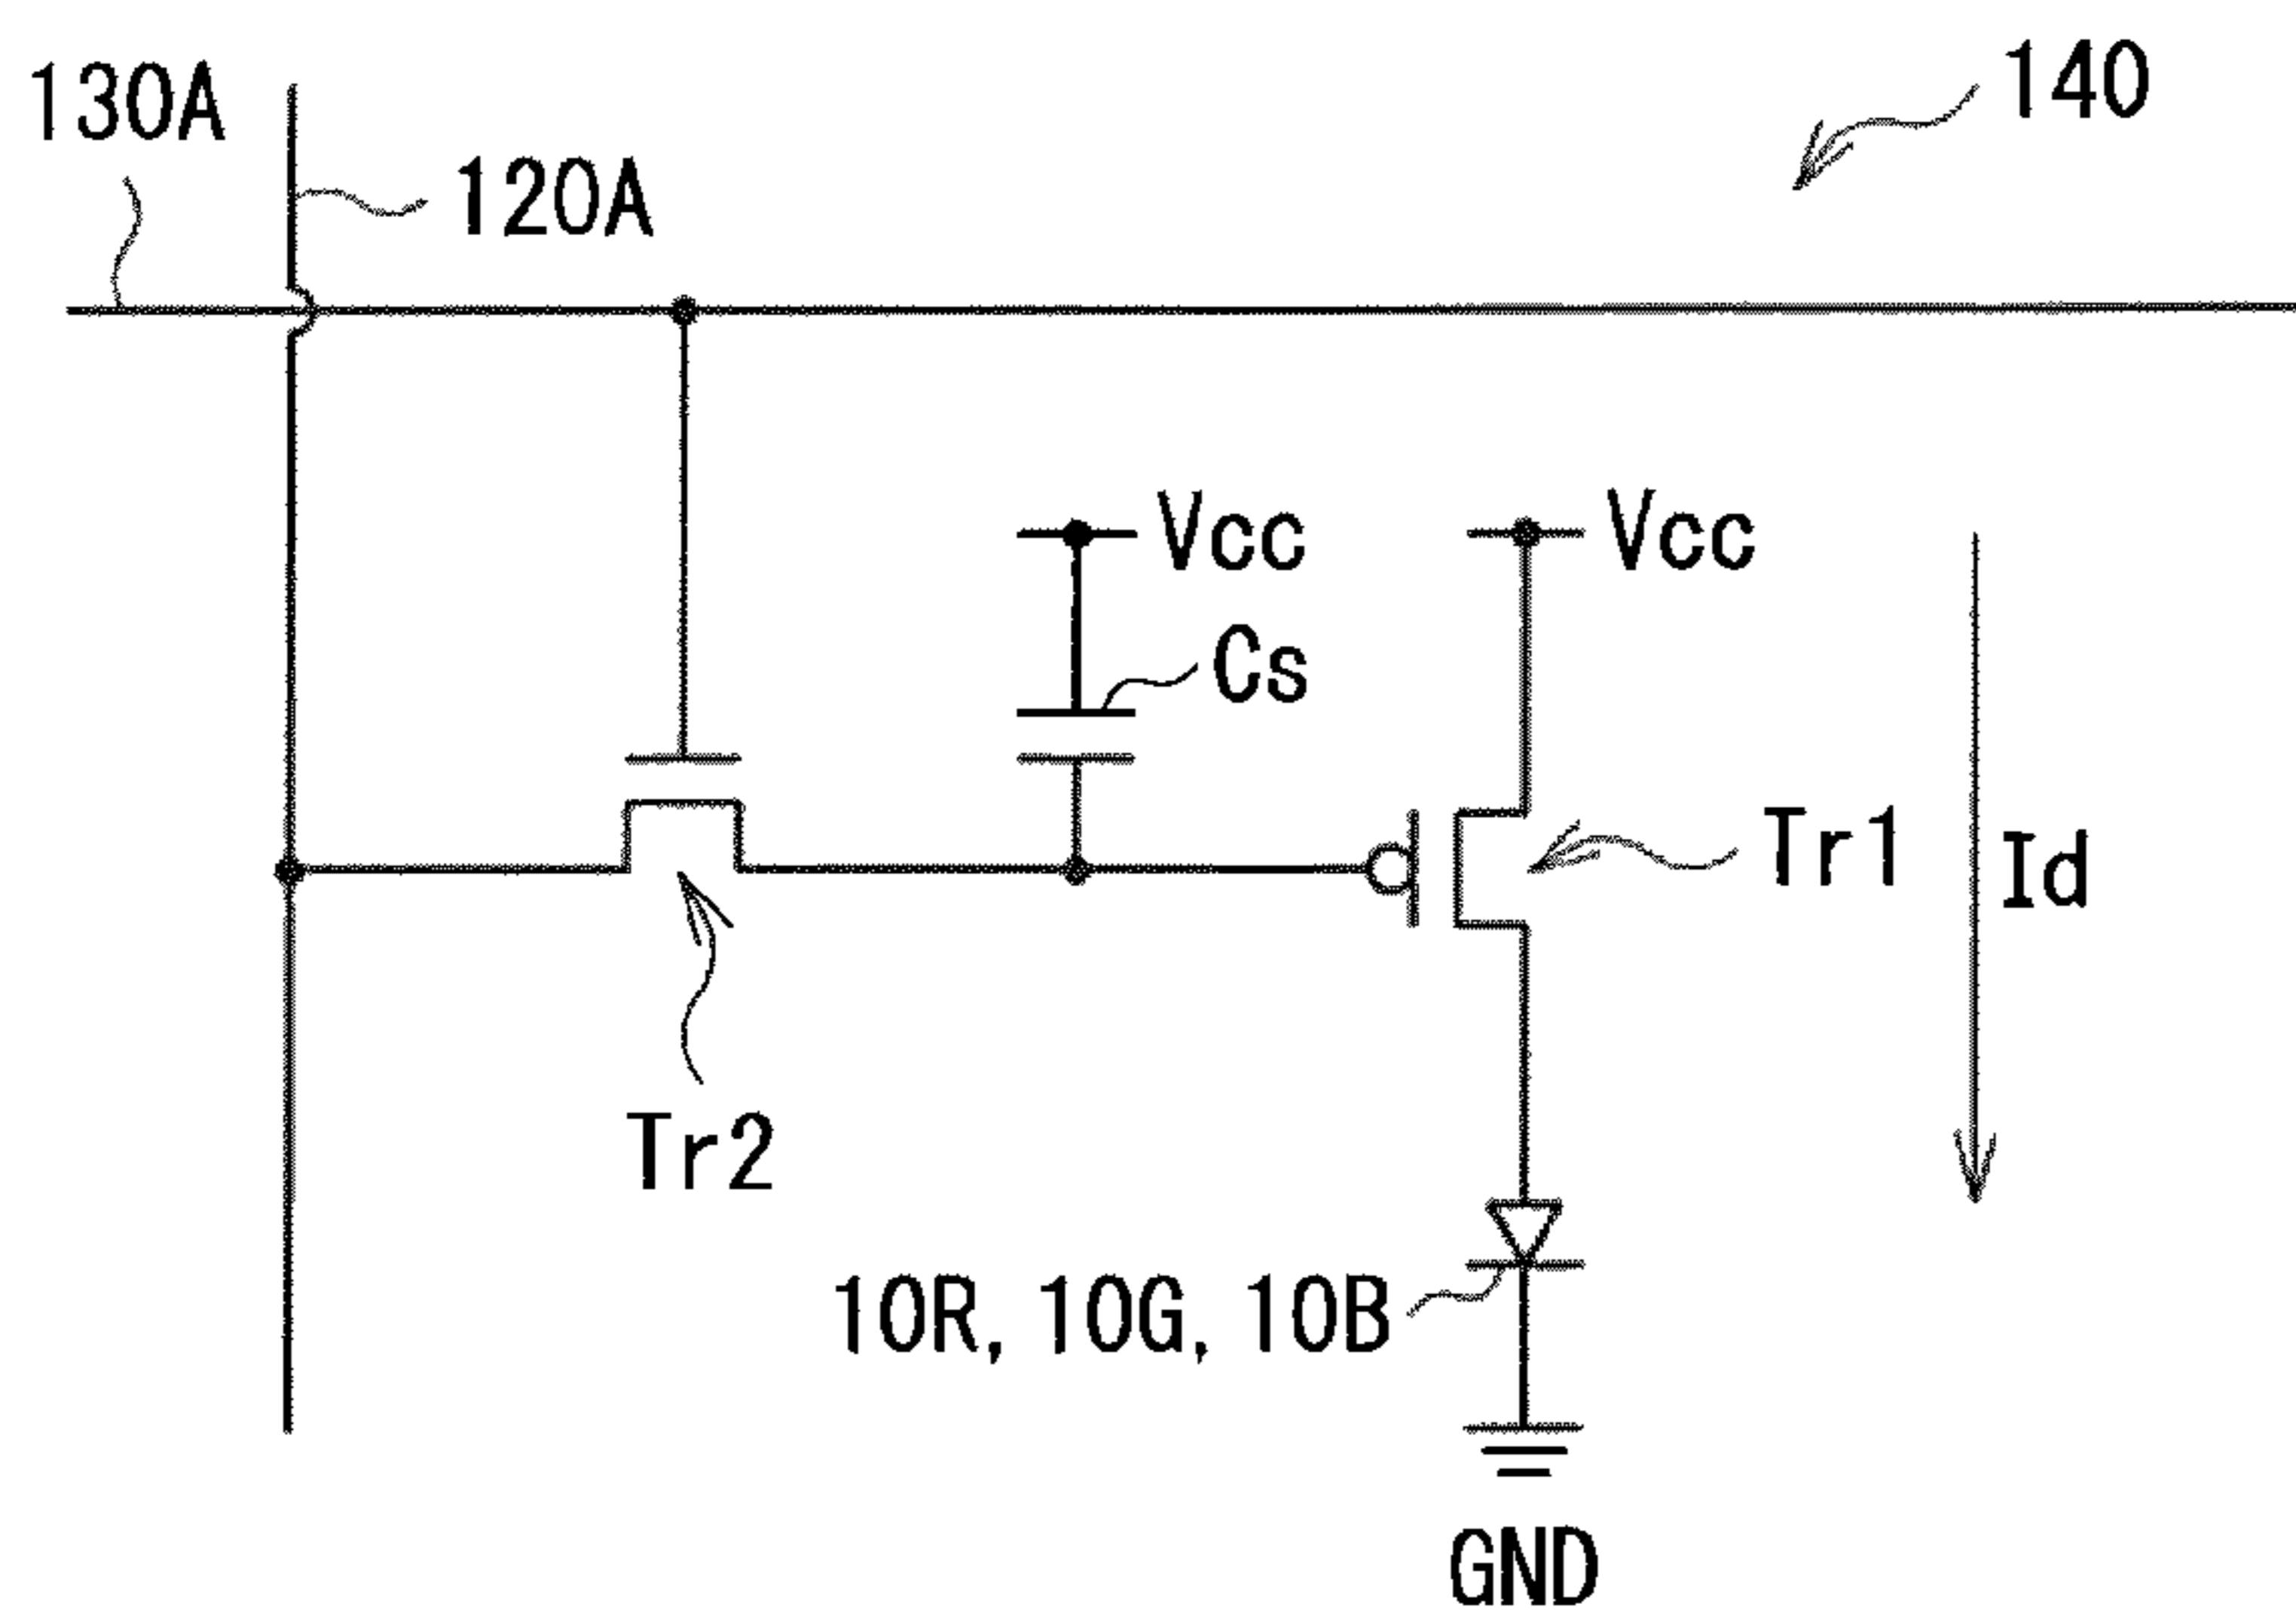 140
130A
120A
Vcc
Vcc
Cs
Tr1
Id
Tr2
10R, 10G, 10B
GND